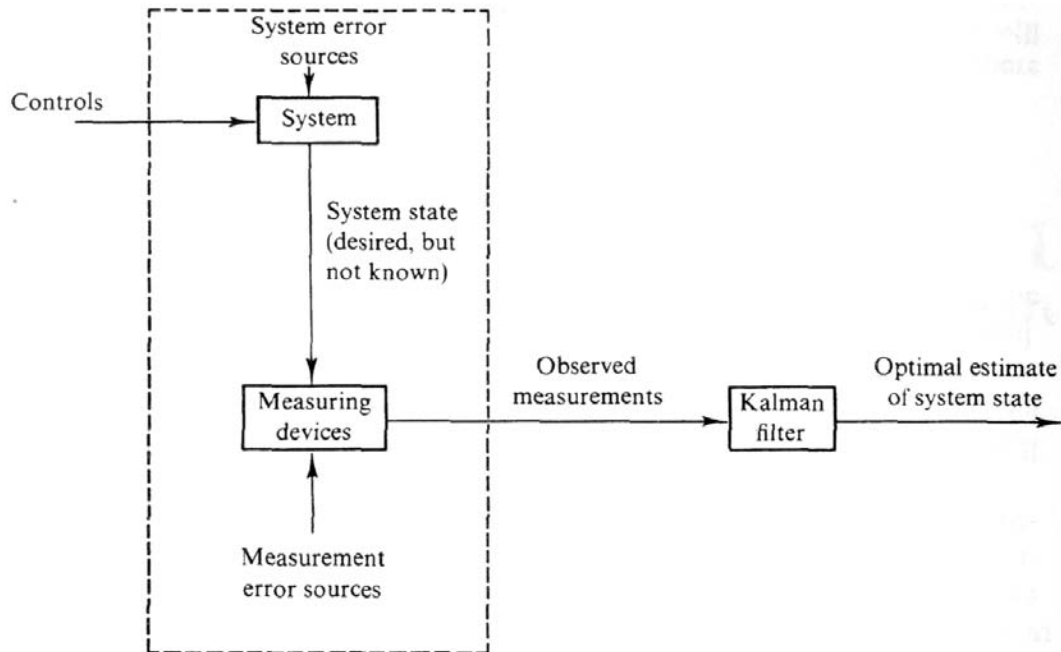 System error
sources
Controls
System
System state
(desired, but
not known)
Observed
measurements
Optimal estimate
of system state
Measuring
devices
Kalman
filter
Measurement
error sources